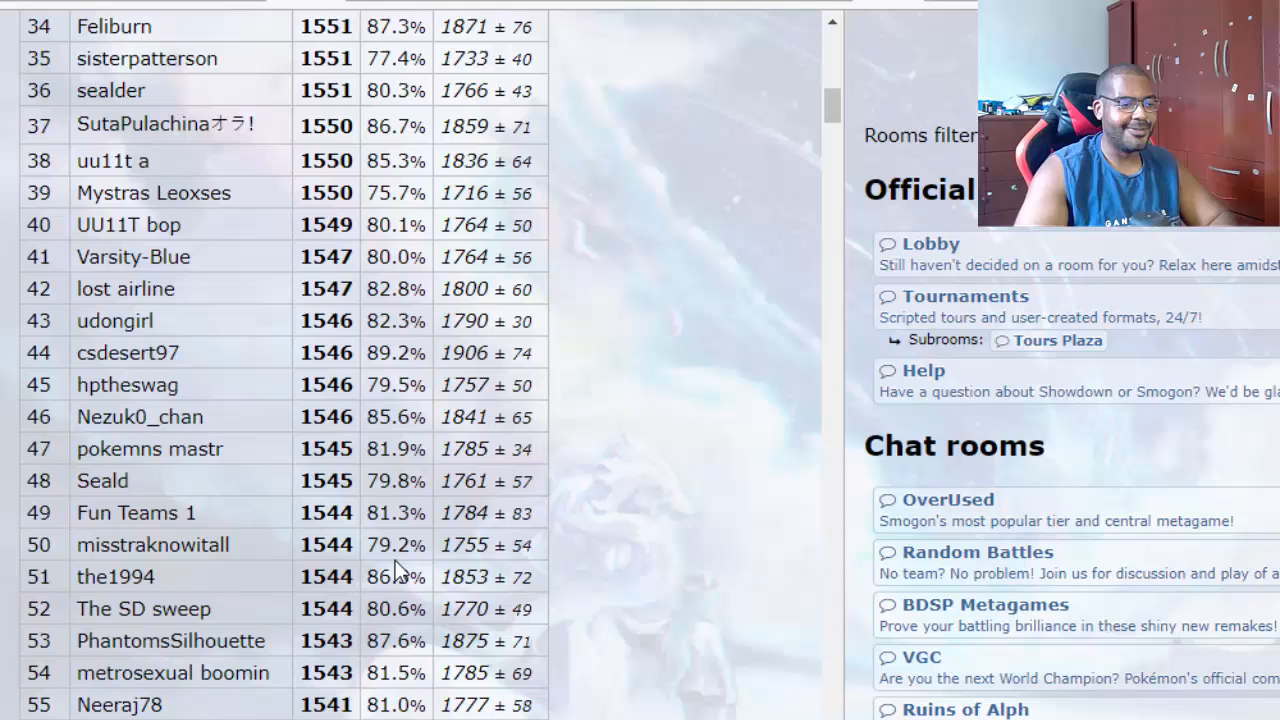 34 Feliburn 1551 87.3% 1871 ± 76
35 sisterpatterson 1551 77.4% 1733 ± 40
36 sealder 1551 80.3% 1766 ± 43
37 SutaPulachinaオラ! 1550 86.7% 1859 ± 71
38 uu11t a 1550 85.3% 1836 ± 64
39 Mystras Leoxses 1550 75.7% 1716 ± 56
40 UU11T bop 1549 80.1% 1764 ± 50
41 Varsity-Blue 1547 80.0% 1764 ± 56
42 lost airline 1547 82.8% 1800 ± 60
43 udongirl 1546 82.3% 1790 ± 30
44 csdesert97 1546 89.2% 1906 ± 74
45 hptheswag 1546 79.5% 1757 ± 50
46 Nezuk0_chan 1546 85.6% 1841 ± 65
47 pokemns mastr 1545 81.9% 1785 ± 34
48 Seald 1545 79.8% 1761 ± 57
49 Fun Teams 1 1544 81.3% 1784 ± 83
50 misstraknowitall 1544 79.2% 1755 ± 54
51 the1994 1544 1853 ± 72
52 The SD sweep 1544 80.6% 1770 ± 49
53 PhantomsSilhouette 1543 87.6% 1875 ± 71
54 metrosexual boomin 1543 81.5% 1785 ± 69
55 Neeraj78 1541 81.0% 1777 ± 58
Rooms filter
Official
Lobby
Still haven't decided on a room for you? Relax here amidst
Tournaments
Scripted tours and user-created formats, 24/7!
↳ Subrooms: Tours Plaza
Help
Have a question about Showdown or Smogon? We'd be gla
Chat rooms
OverUsed
Smogon's most popular tier and central metagame!
Random Battles
No team? No problem! Join us for discussion and play of a
BDSP Metagames
Prove your battling brilliance in these shiny new remakes!
VGC
Are you the next World Champion? Pokémon's official com
Ruins of Alph